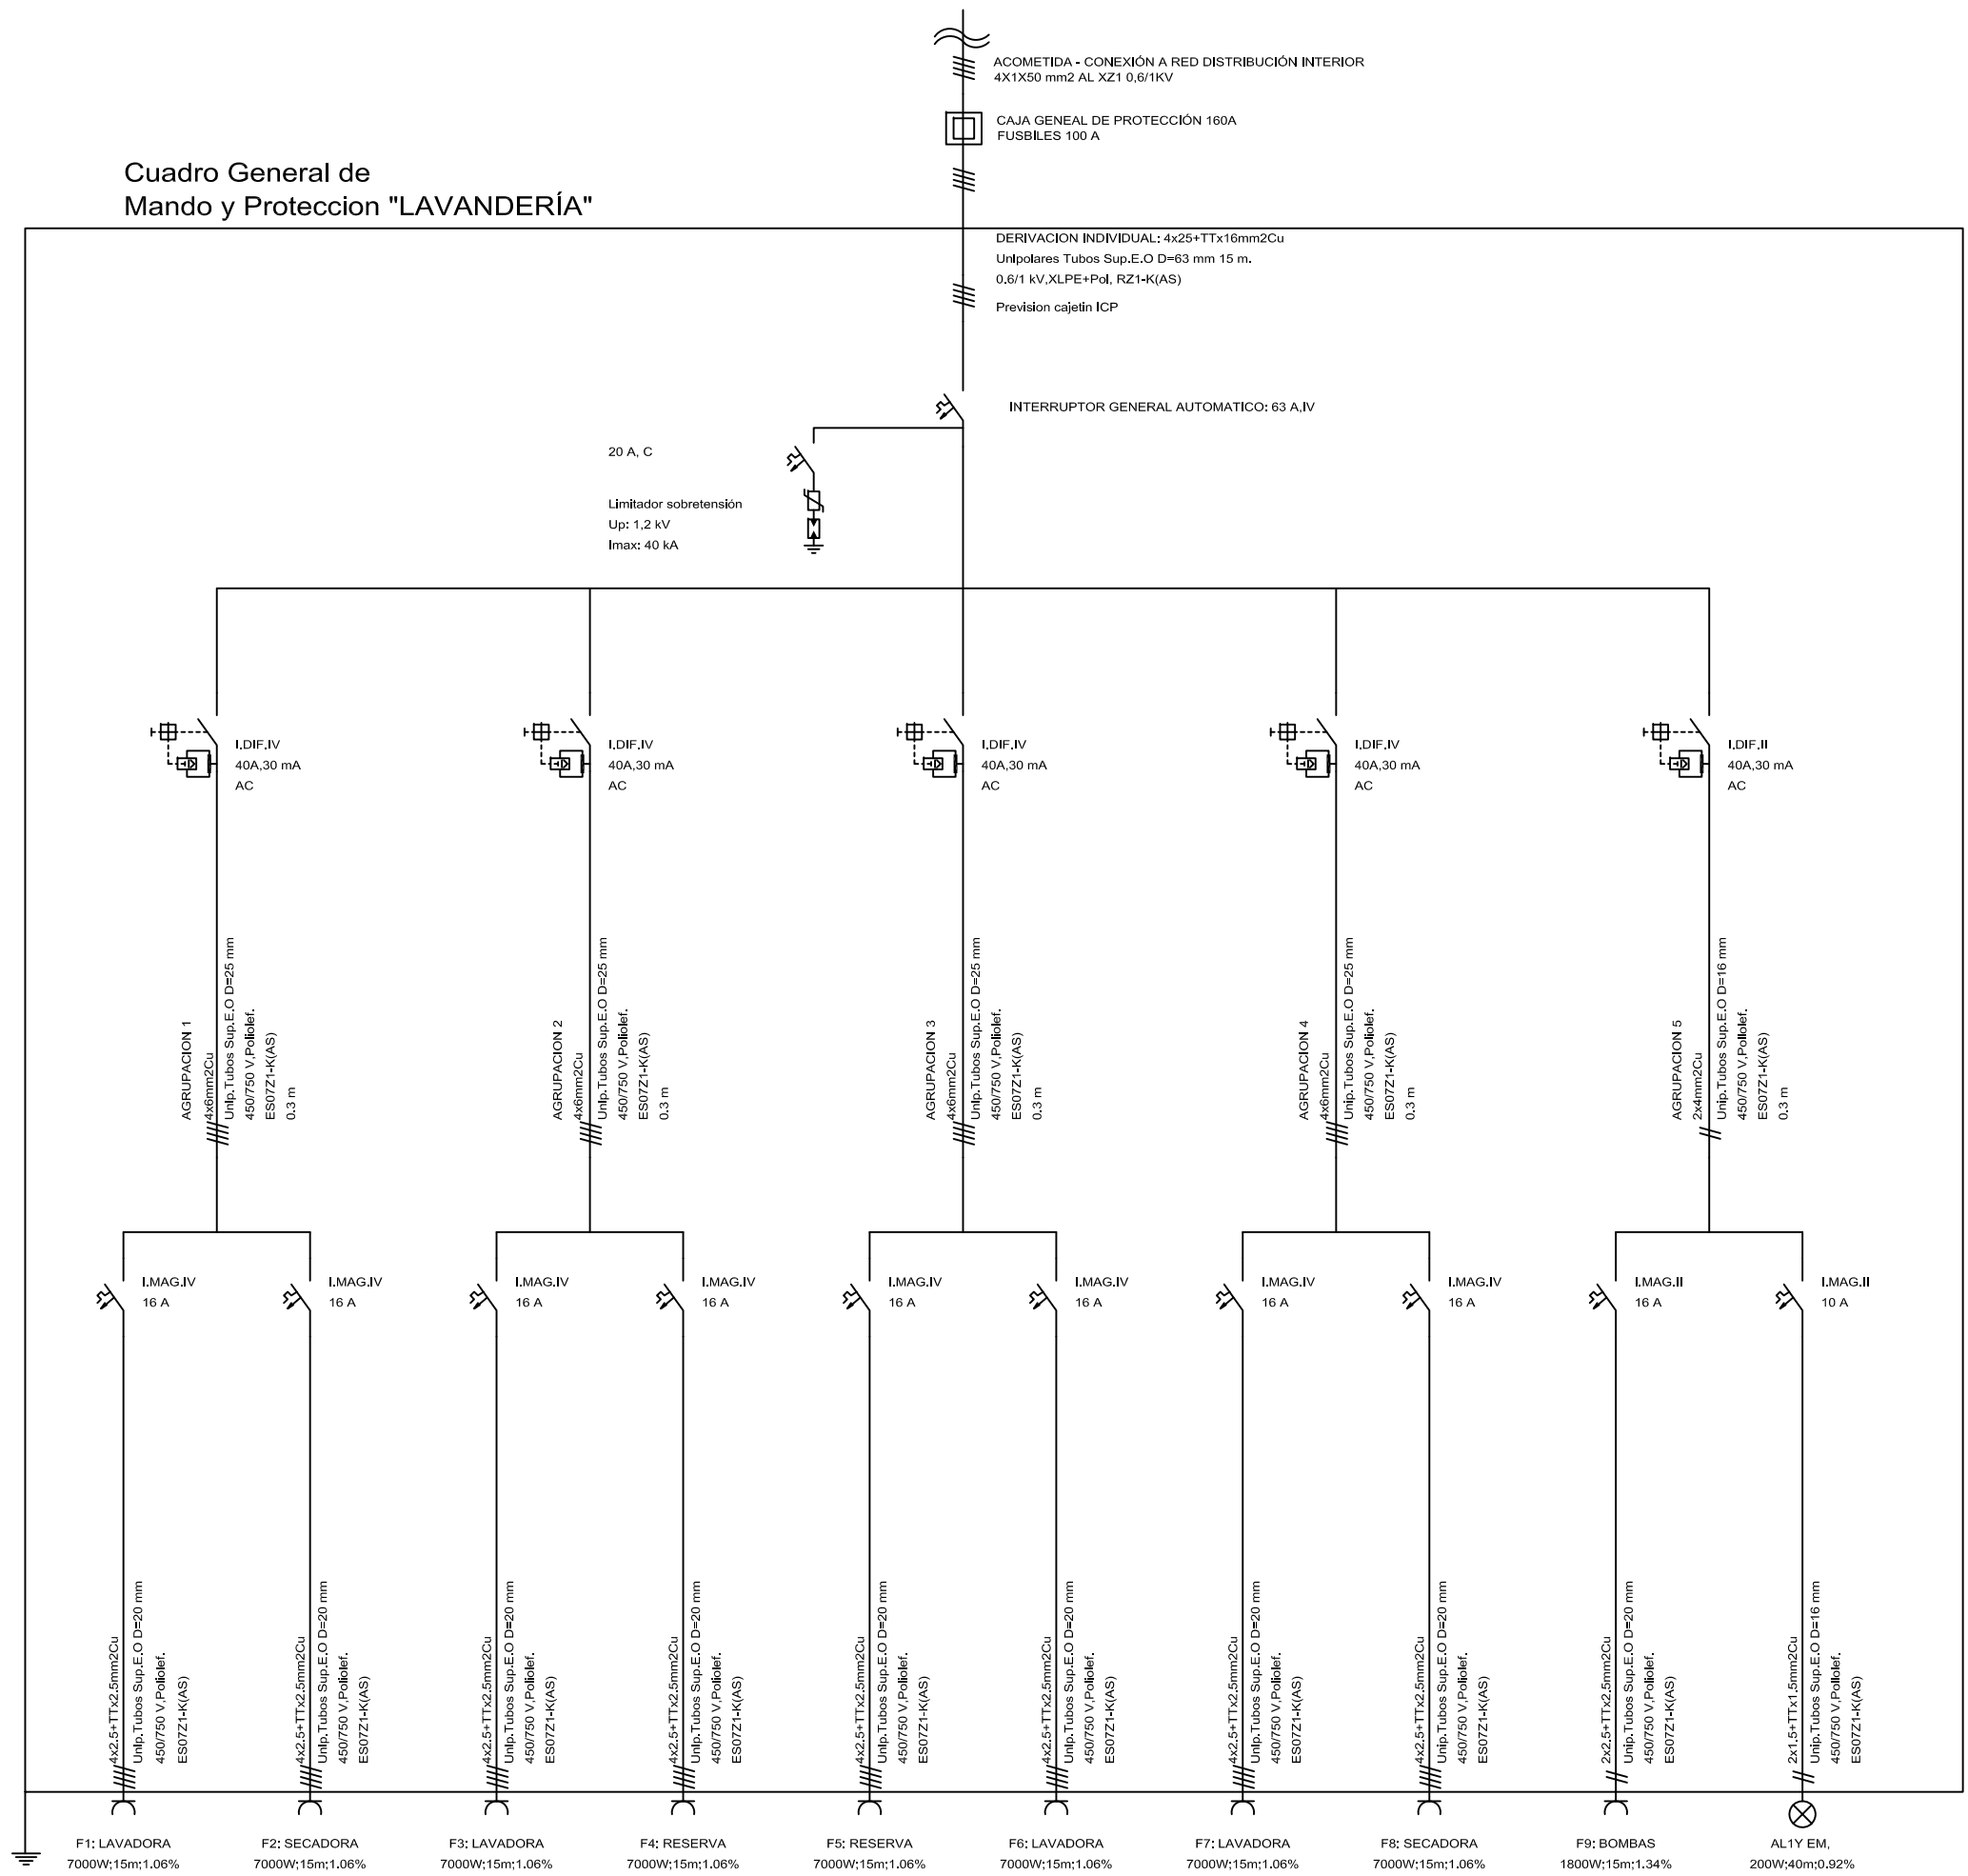 ACOMETIDA - CONEXIÓN A RED DISTRIBUCIÓN INTERIOR
4X1X50 mm2 AL XZ1 0,6/1KV
CAJA GENEAL DE PROTECCIÓN 160A
FUSBILES 100 A
Cuadro General de
Mando y Proteccion "LAVANDERÍA"
DERIVACION INDIVIDUAL: 4x25+TTx16mm2Cu
Unipolares Tubos Sup.E.O D=63 mm 15 m.
0.6/1 kV,XLPE+Pol, RZ1-K(AS)
Prevision cajetin ICP
INTERRUPTOR GENERAL AUTOMATICO: 63 A,IV
20 A, C
Limitador sobretensión
Up: 1,2 kV
Imax: 40 kA
I.DIF.IV
40A,30 mA
AC
I.DIF.IV
40A,30 mA
AC
I.DIF.IV
40A,30 mA
AC
I.DIF.IV
40A,30 mA
AC
I.DIF.II
40A,30 mA
AC
AGRUPACION 1
4x6mm2Cu
Unip.Tubos Sup.E.O D=25 mm
450/750 V,Poliolef.
ES07Z1-K(AS)
0.3 m
AGRUPACION 2
4x6mm2Cu
Unip.Tubos Sup.E.O D=25 mm
450/750 V,Poliolef.
ES07Z1-K(AS)
0.3 m
AGRUPACION 3
4x6mm2Cu
Unip.Tubos Sup.E.O D=25 mm
450/750 V,Poliolef.
ES07Z1-K(AS)
0.3 m
AGRUPACION 4
4x6mm2Cu
Unip.Tubos Sup.E.O D=25 mm
450/750 V,Poliolef.
ES07Z1-K(AS)
0.3 m
AGRUPACION 5
2x4mm2Cu
Unip.Tubos Sup.E.O D=16 mm
450/750 V,Poliolef.
ES07Z1-K(AS)
0.3 m
I.MAG.IV
16 A
I.MAG.IV
16 A
I.MAG.IV
16 A
I.MAG.IV
16 A
I.MAG.IV
16 A
I.MAG.IV
16 A
I.MAG.IV
16 A
I.MAG.IV
16 A
I.MAG.II
16 A
I.MAG.II
10 A
4x2.5+TTx2.5mm2Cu
Unip.Tubos Sup.E.O D=20 mm
450/750 V,Poliolef.
ES07Z1-K(AS)
4x2.5+TTx2.5mm2Cu
Unip.Tubos Sup.E.O D=20 mm
450/750 V,Poliolef.
ES07Z1-K(AS)
4x2.5+TTx2.5mm2Cu
Unip.Tubos Sup.E.O D=20 mm
450/750 V,Poliolef.
ES07Z1-K(AS)
4x2.5+TTx2.5mm2Cu
Unip.Tubos Sup.E.O D=20 mm
450/750 V,Poliolef.
ES07Z1-K(AS)
4x2.5+TTx2.5mm2Cu
Unip.Tubos Sup.E.O D=20 mm
450/750 V,Poliolef.
ES07Z1-K(AS)
4x2.5+TTx2.5mm2Cu
Unip.Tubos Sup.E.O D=20 mm
450/750 V,Poliolef.
ES07Z1-K(AS)
4x2.5+TTx2.5mm2Cu
Unip.Tubos Sup.E.O D=20 mm
450/750 V,Poliolef.
ES07Z1-K(AS)
4x2.5+TTx2.5mm2Cu
Unip.Tubos Sup.E.O D=20 mm
450/750 V,Poliolef.
ES07Z1-K(AS)
2x2.5+TTx2.5mm2Cu
Unip.Tubos Sup.E.O D=20 mm
450/750 V,Poliolef.
ES07Z1-K(AS)
2x1.5+TTx1.5mm2Cu
Unip.Tubos Sup.E.O D=16 mm
450/750 V,Poliolef.
ES07Z1-K(AS)
F1: LAVADORA
7000W;15m;1.06%
F2: SECADORA
7000W;15m;1.06%
F3: LAVADORA
7000W;15m;1.06%
F4: RESERVA
7000W;15m;1.06%
F5: RESERVA
7000W;15m;1.06%
F6: LAVADORA
7000W;15m;1.06%
F7: LAVADORA
7000W;15m;1.06%
F8: SECADORA
7000W;15m;1.06%
F9: BOMBAS
1800W;15m;1.34%
AL1Y EM,
200W;40m;0.92%